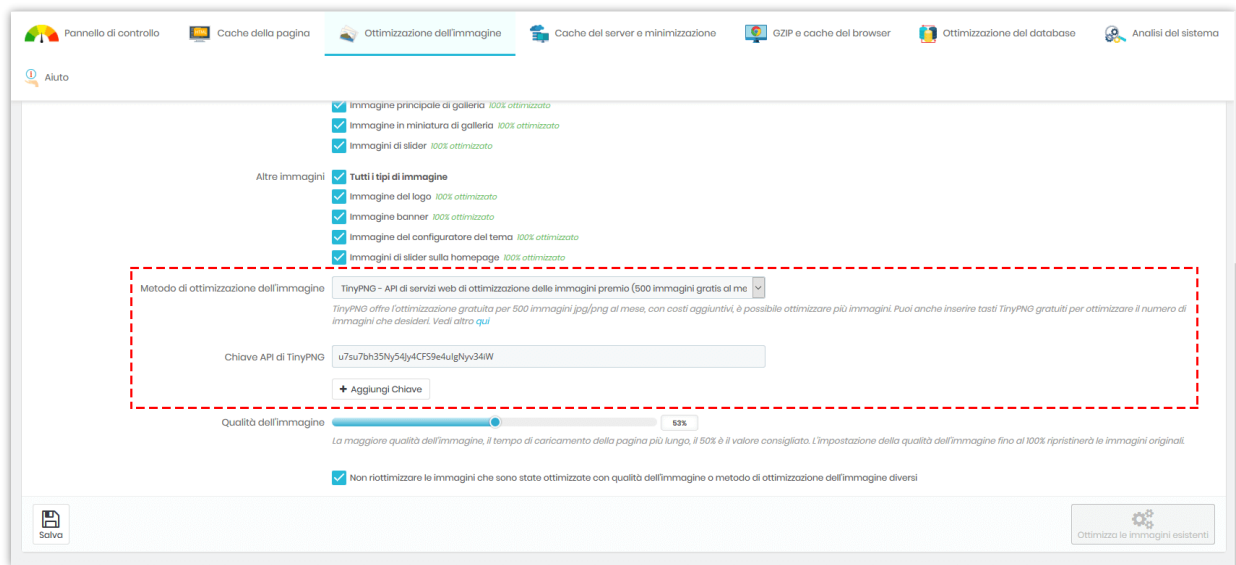 Pannello di controllo
Cache della pagina
Ottimizzazione dell'immagine
Cache del server e minimizzazione
GZIP e cache del browser
Ottimizzazione del database
Analisi del sistema
Aiuto
Immagine principale di galleria 100% ottimizzato
Immagine in miniatura di galleria 100% ottimizzato
Immagini di slider 100% ottimizzato
Altre immagini Tutti i tipi di immagine
Immagine del logo 100% ottimizzato
Immagine banner 100% ottimizzato
Immagine del configuratore del tema 100% ottimizzato
Immagini di slider sulla homepage 100% ottimizzato
Metodo di ottimizzazione dell'immagine TinyPNG - API di servizi web di ottimizzazione delle immagini premio (500 immagini gratis al me
TinyPNG offre l'ottimizzazione gratuita per 500 immagini jpg/png al mese, con costi aggiuntivi, è possibile ottimizzare più immagini. Puoi anche inserire tasti TinyPNG gratuiti per ottimizzare il numero di
immagini che desideri. Vedi altro qui
Chiave API di TinyPNG u7su7bh35Ny54Jy4CFS9e4ulgNyv34iW
+ Aggiungi Chiave
Qualità dell'immagine 53%
La maggiore qualità dell'immagine, il tempo di caricamento della pagina più lungo, il 50% è il valore consigliato. L'impostazione della qualità dell'immagine fino al 100% ripristinerà le immagini originali.
Non riottimizzare le immagini che sono state ottimizzate con qualità dell'immagine o metodo di ottimizzazione dell'immagine diversi
Salva
Ottimizza le immagini esistenti